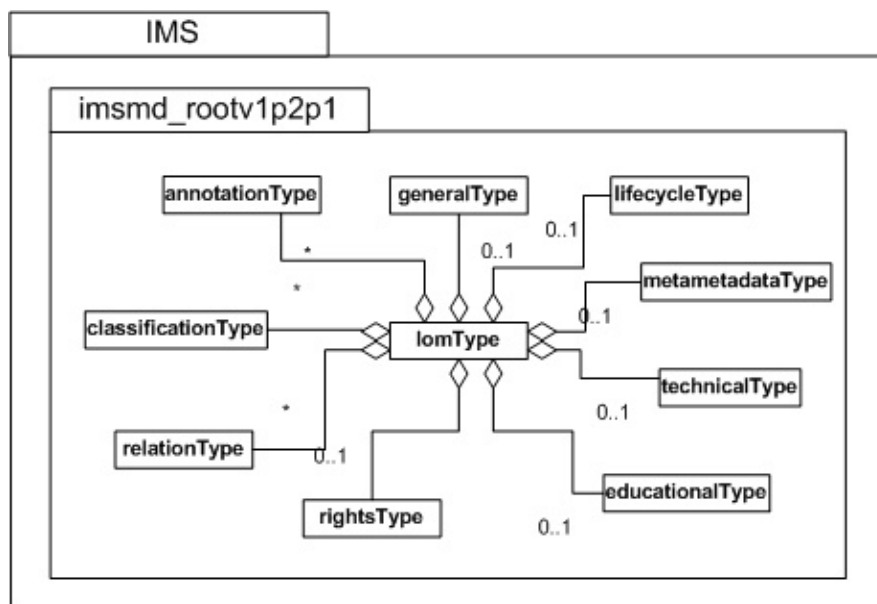 IMS
imsmd_rootv1p2p1
annotationType
generalType
lifecycleType
*
0..1
0..1
*
metametadataType
classificationType
lomType
0..1
technicalType
*
0..1
relationType
0..1
educationalType
rightsType
0..1